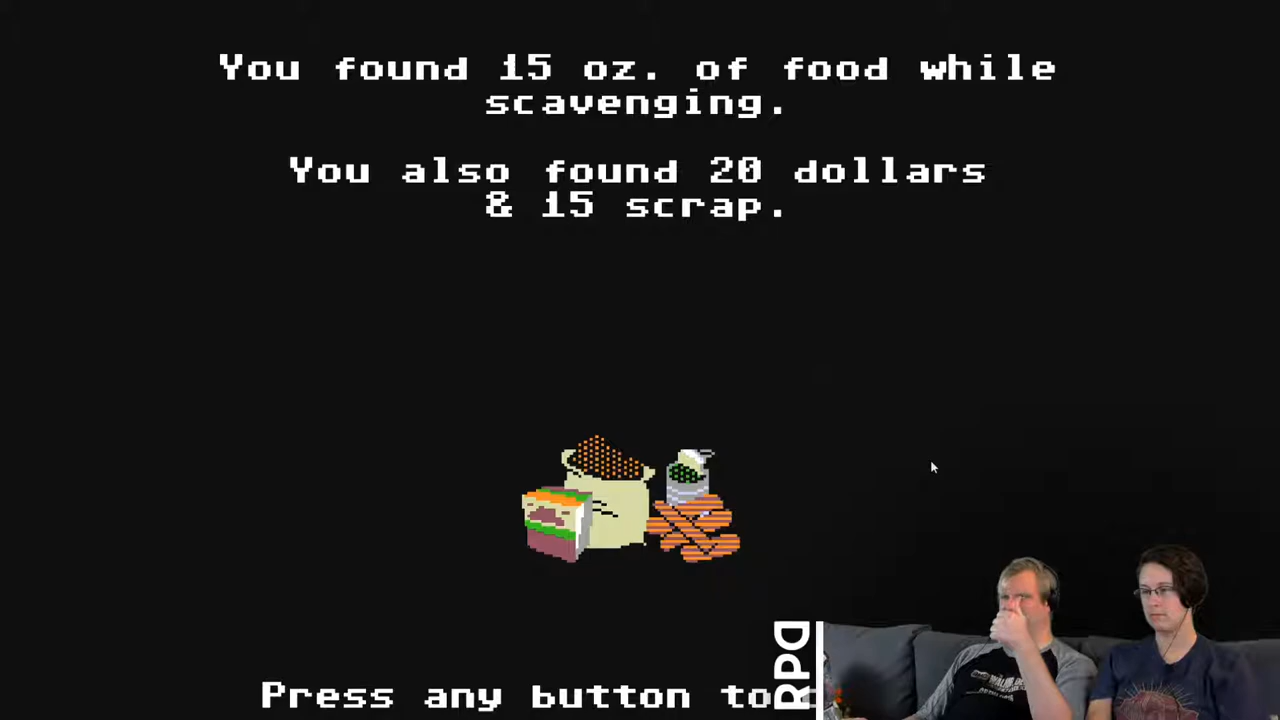 You found 15 oz. of food while
scavenging.
You also found 20 dollars
& 15 scrap.
Press any button to
RPD